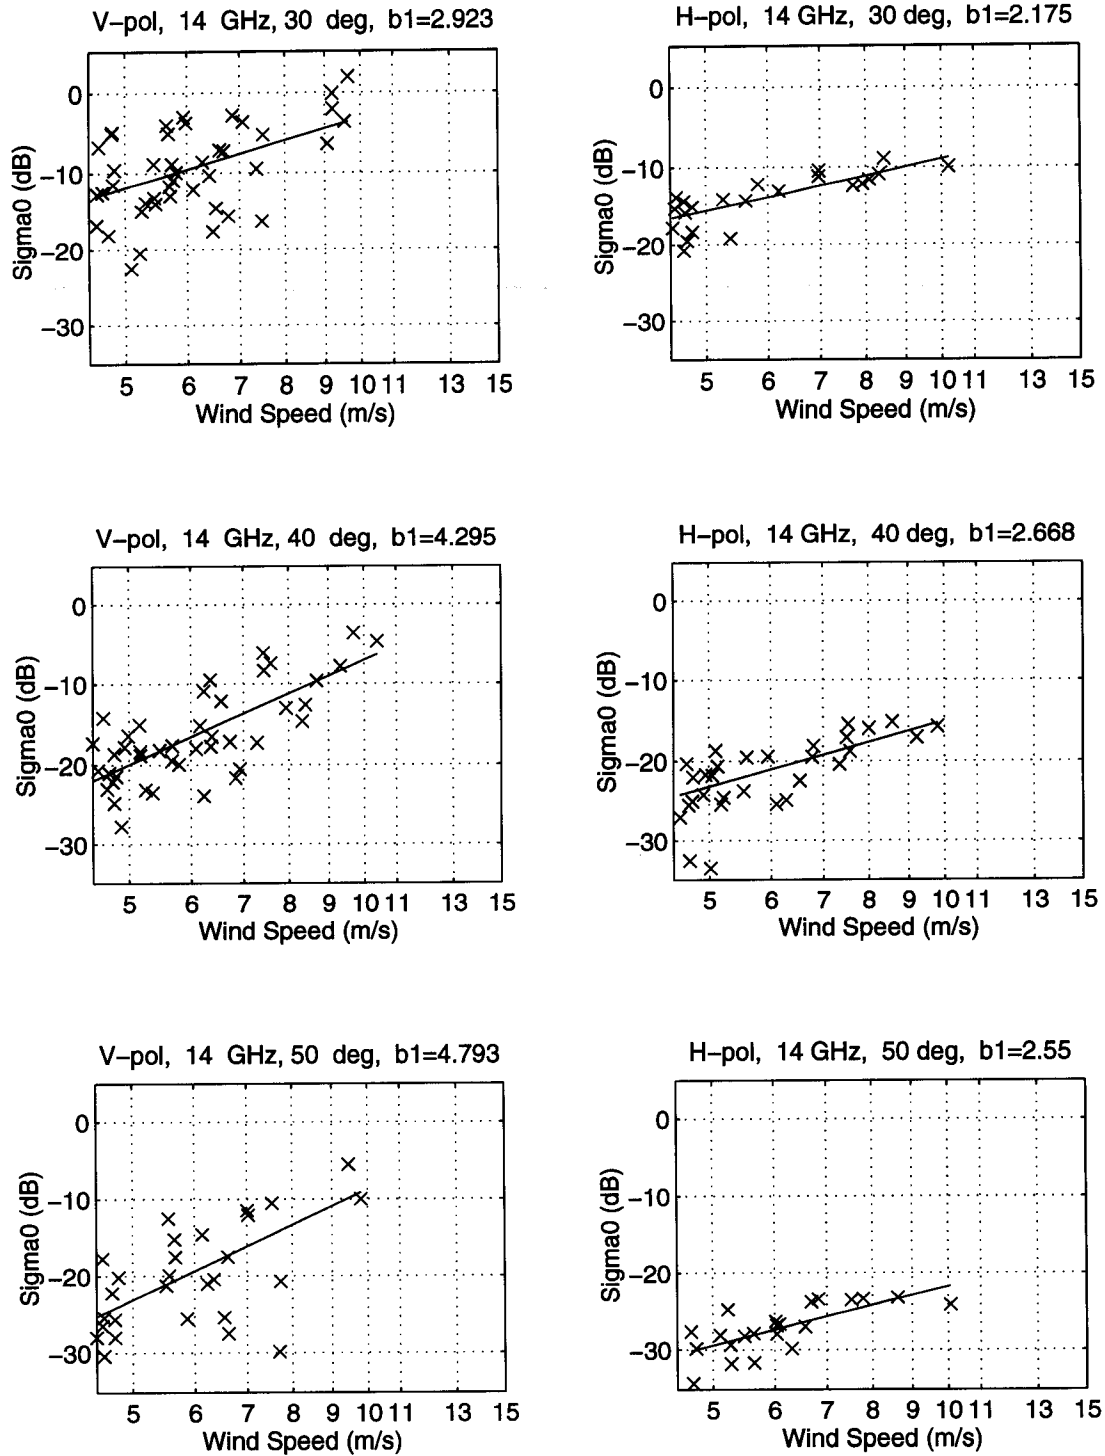 V-pol, 14 GHz, 30 deg, b1=2.923
0
-10
-20
-30
Sigma0 (dB)
5 6 7 8 9 10 11 13 15
Wind Speed (m/s)
H-pol, 14 GHz, 30 deg, b1=2.175
0
-10
-20
-30
Sigma0 (dB)
5 6 7 8 9 10 11 13 15
Wind Speed (m/s)
V-pol, 14 GHz, 40 deg, b1=4.295
0
-10
-20
-30
Sigma0 (dB)
5 6 7 8 9 10 11 13 15
Wind Speed (m/s)
H-pol, 14 GHz, 40 deg, b1=2.668
0
-10
-20
-30
Sigma0 (dB)
5 6 7 8 9 10 11 13 15
Wind Speed (m/s)
V-pol, 14 GHz, 50 deg, b1=4.793
0
-10
-20
-30
Sigma0 (dB)
5 6 7 8 9 10 11 13 15
Wind Speed (m/s)
H-pol, 14 GHz, 50 deg, b1=2.55
0
-10
-20
-30
Sigma0 (dB)
5 6 7 8 9 10 11 13 15
Wind Speed (m/s)